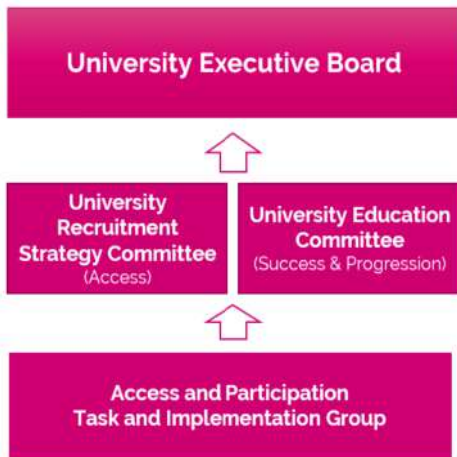 University Executive Board
University
Recruitment
Strategy Committee
(Access)
University Education
Committee
(Success & Progression)
Access and Participation
Task and Implementation Group